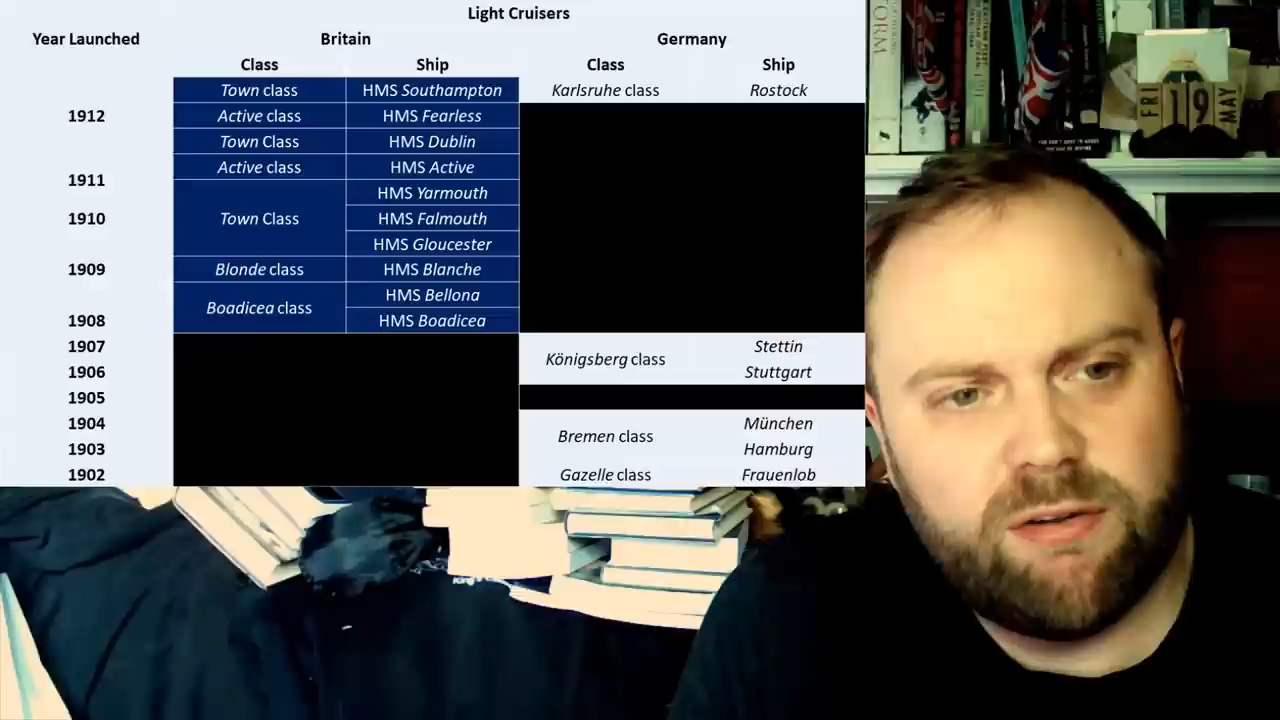 Light Cruisers
Year Launched Britain Germany
Class Ship Class Ship
Town class HMS Southampton Karlsruhe class Rostock
1912 Active class HMS Fearless
Town Class HMS Dublin
Active class HMS Active
1911
HMS Yarmouth
1910 Town Class HMS Falmouth
HMS Gloucester
1909 Blonde class HMS Blanche
HMS Bellona
Boadicea class
1908 HMS Boadicea
1907 Stettin
Königsberg class
1906 Stuttgart
1905
1904 München
Bremen class
1903 Hamburg
1902 Gazelle class Frauenlob
FRI 19 MAY